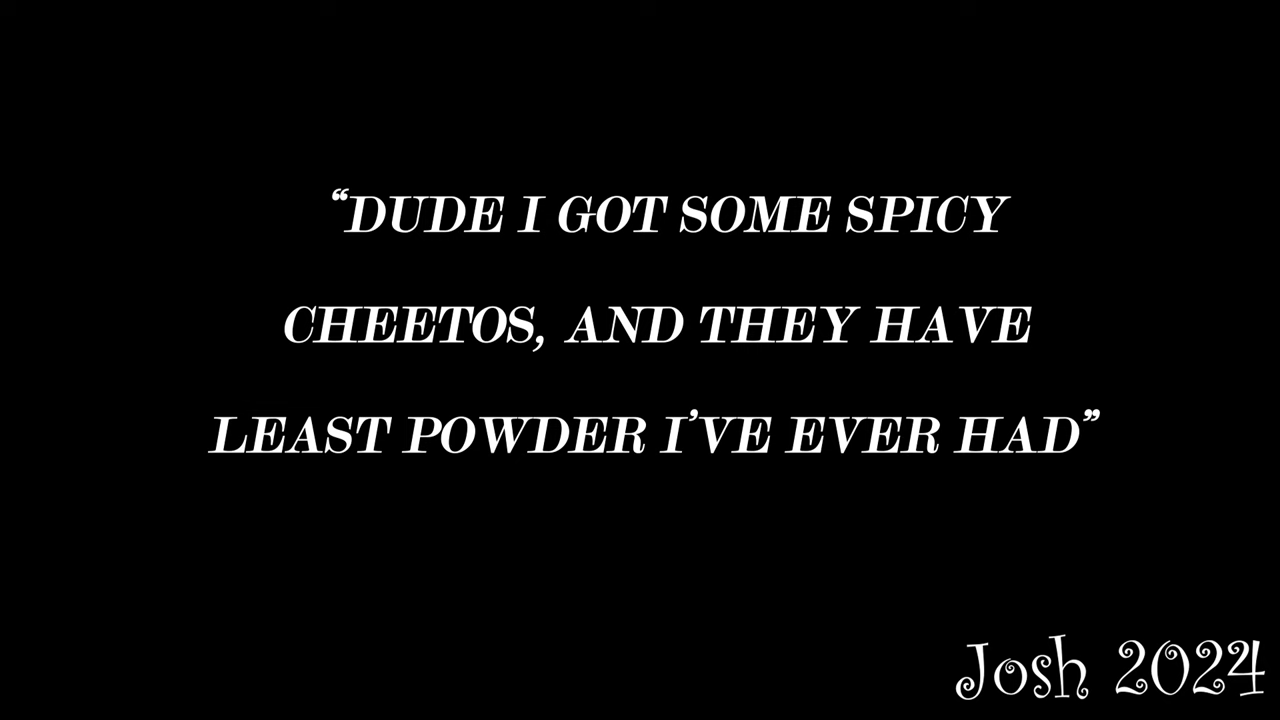 “DUDE I GOT SOME SPICY
CHEETOS, AND THEY HAVE
LEAST POWDER I’VE EVER HAD”
Josh 2024